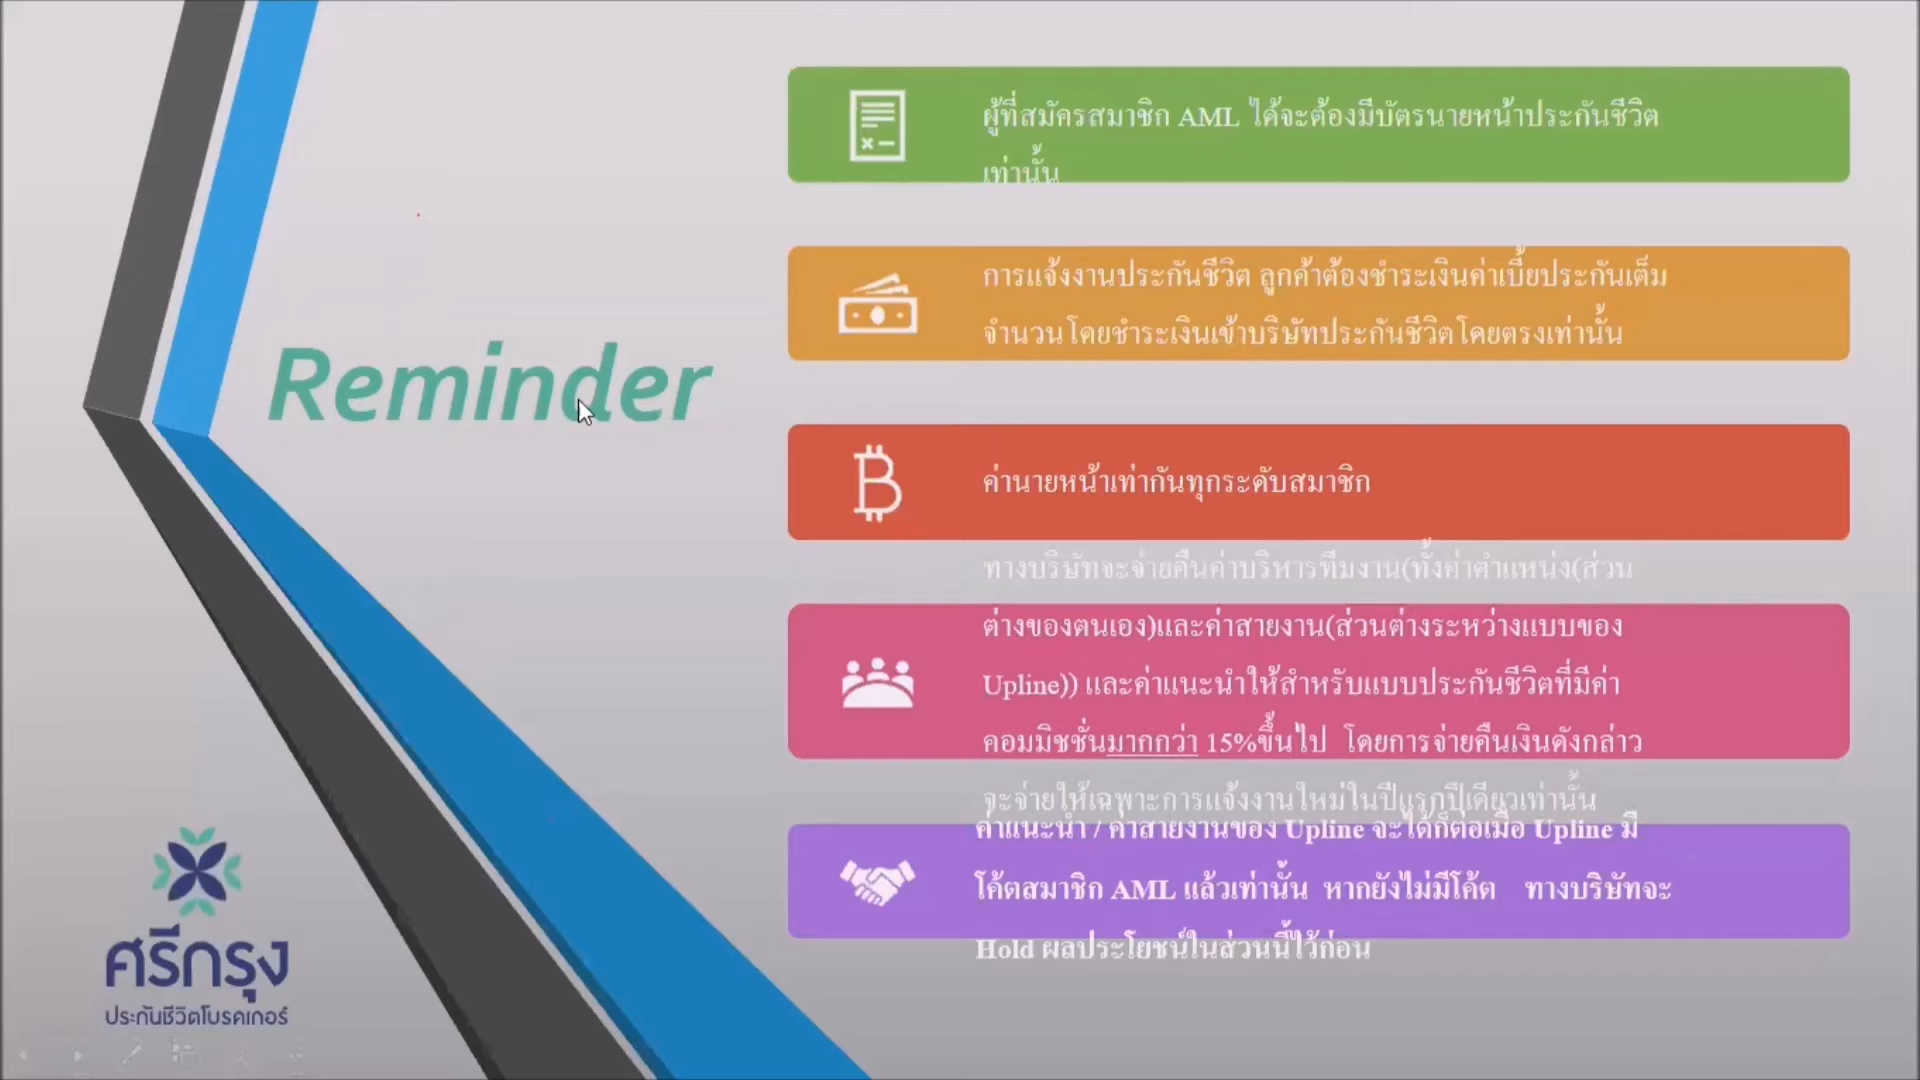 Reminder
ผู้ที่สมัครสมาชิก AML ได้จะต้องมีบัตรนายหน้าประกันชีวิต
เท่านั้น
การแจ้งงานประกันชีวิต ลูกค้าต้องชำระเงินค่าเบี้ยประกันเต็ม
จำนวนโดยชำระเงินเข้าบริษัทประกันชีวิตโดยตรงเท่านั้น
ค่านายหน้าเท่ากันทุกระดับสมาชิก
ทางบริษัทจะจ่ายคืนค่าบริหารทีมงาน(ทั้งค่าตำแหน่ง(ส่วน
ต่างของตนเอง)และค่าสายงาน(ส่วนต่างระหว่างแบบของ
Upline)) และค่าแนะนำให้สำหรับแบบประกันชีวิตที่มีค่า
คอมมิชชั่นมากกว่า 15%ขึ้นไป โดยการจ่ายคืนเงินดังกล่าว
จะจ่ายให้เฉพาะการแจ้งงานใหม่ในปีแรกปีเดียวเท่านั้น
ค่าแนะนำ / ค่าสายงานของ Upline จะได้ก็ต่อเมื่อ Upline มี
โค้ตสมาชิก AML แล้วเท่านั้น หากยังไม่มีโค้ต ทางบริษัทจะ
Hold ผลประโยชน์ในส่วนนี้ไว้ก่อน
ศรีกรุง
ประกันชีวิตโบรคเกอร์